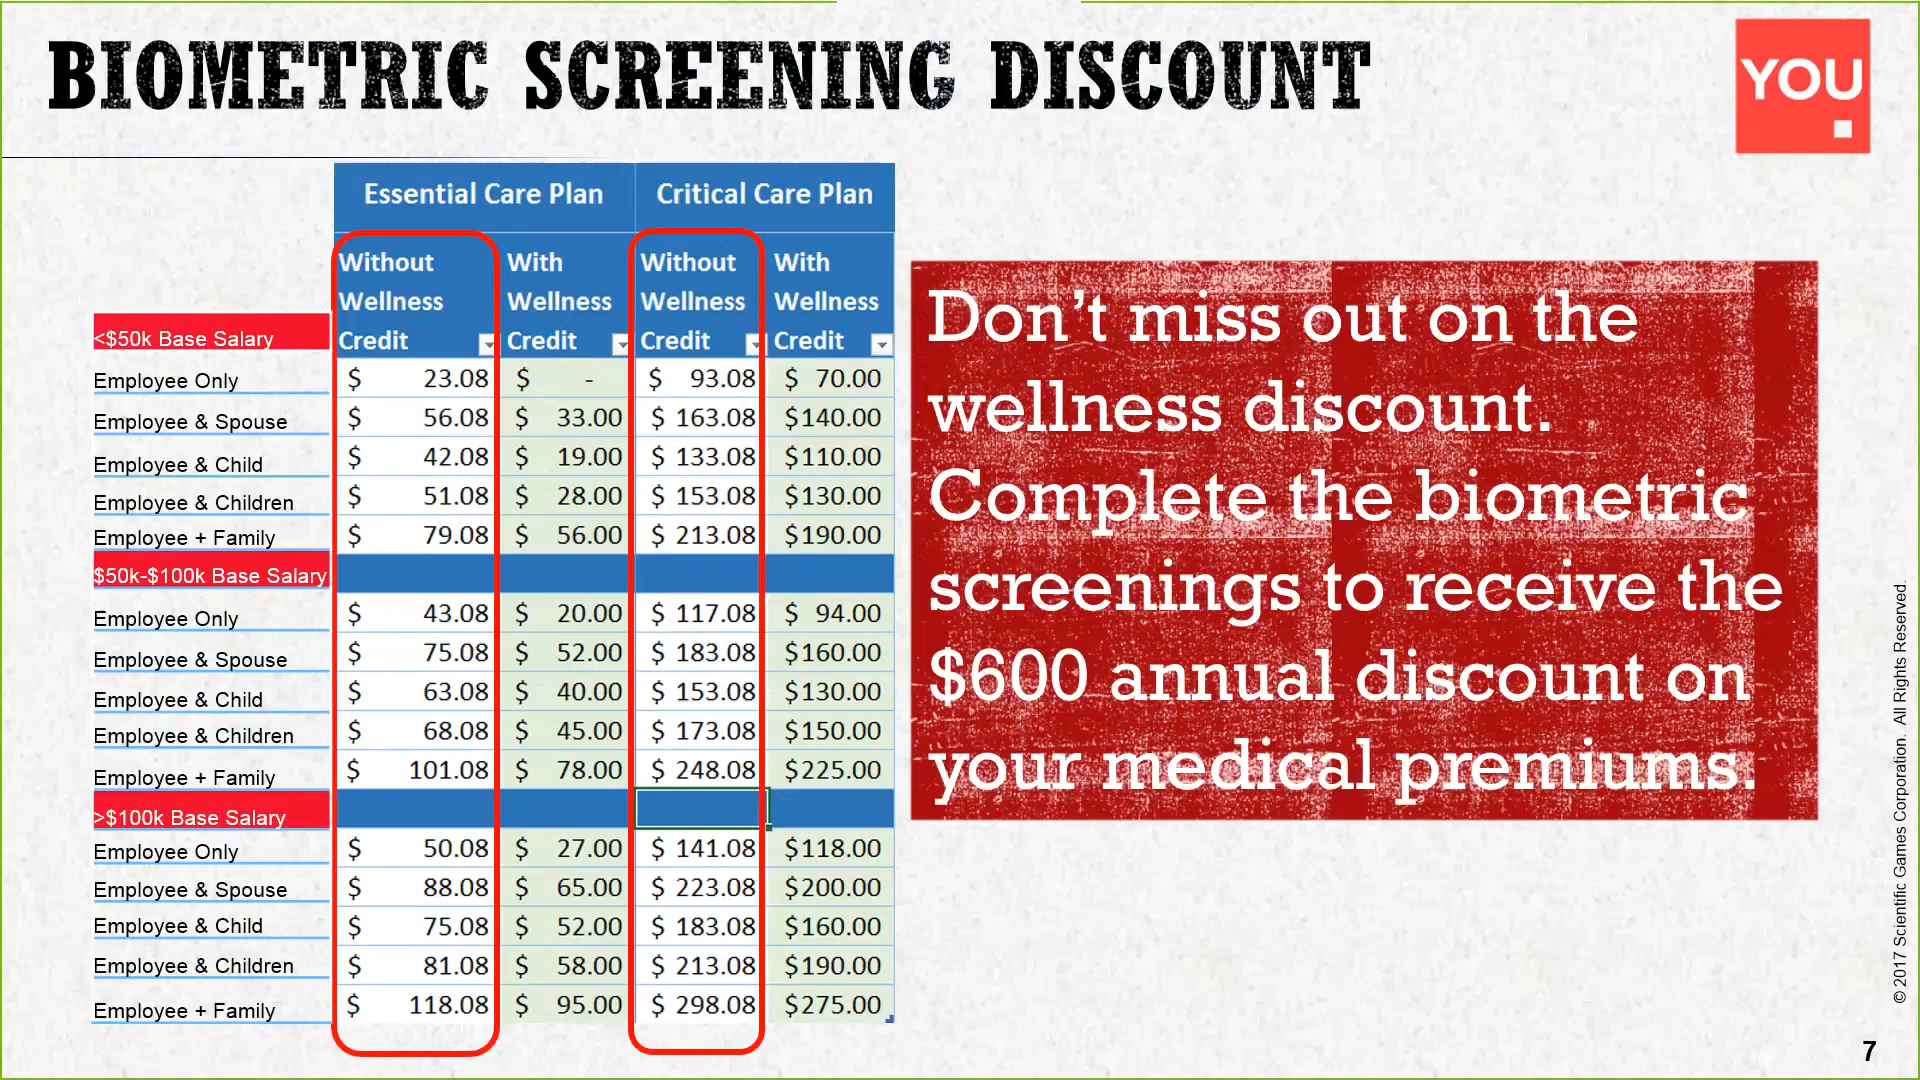 BIOMETRIC SCREENING DISCOUNT
YOU
Essential Care Plan Critical Care Plan
Without Wellness Credit With Wellness Credit Without Wellness Credit With Wellness Credit
<$50k Base Salary
Employee Only $ 23.08 $ - $ 93.08 $ 70.00
Employee & Spouse $ 56.08 $ 33.00 $ 163.08 $140.00
Employee & Child $ 42.08 $ 19.00 $ 133.08 $110.00
Employee & Children $ 51.08 $ 28.00 $ 153.08 $130.00
Employee + Family $ 79.08 $ 56.00 $ 213.08 $190.00
$50k-$100k Base Salary
Employee Only $ 43.08 $ 20.00 $ 117.08 $ 94.00
Employee & Spouse $ 75.08 $ 52.00 $ 183.08 $160.00
Employee & Child $ 63.08 $ 40.00 $ 153.08 $130.00
Employee & Children $ 68.08 $ 45.00 $ 173.08 $150.00
Employee + Family $ 101.08 $ 78.00 $ 248.08 $225.00
>$100k Base Salary
Employee Only $ 50.08 $ 27.00 $ 141.08 $118.00
Employee & Spouse $ 88.08 $ 65.00 $ 223.08 $200.00
Employee & Child $ 75.08 $ 52.00 $ 183.08 $160.00
Employee & Children $ 81.08 $ 58.00 $ 213.08 $190.00
Employee + Family $ 118.08 $ 95.00 $ 298.08 $275.00
Don't miss out on the
wellness discount.
Complete the biometric
screenings to receive the
$600 annual discount on
your medical premiums.
© 2017 Scientific Games Corporation. All Rights Reserved.
7